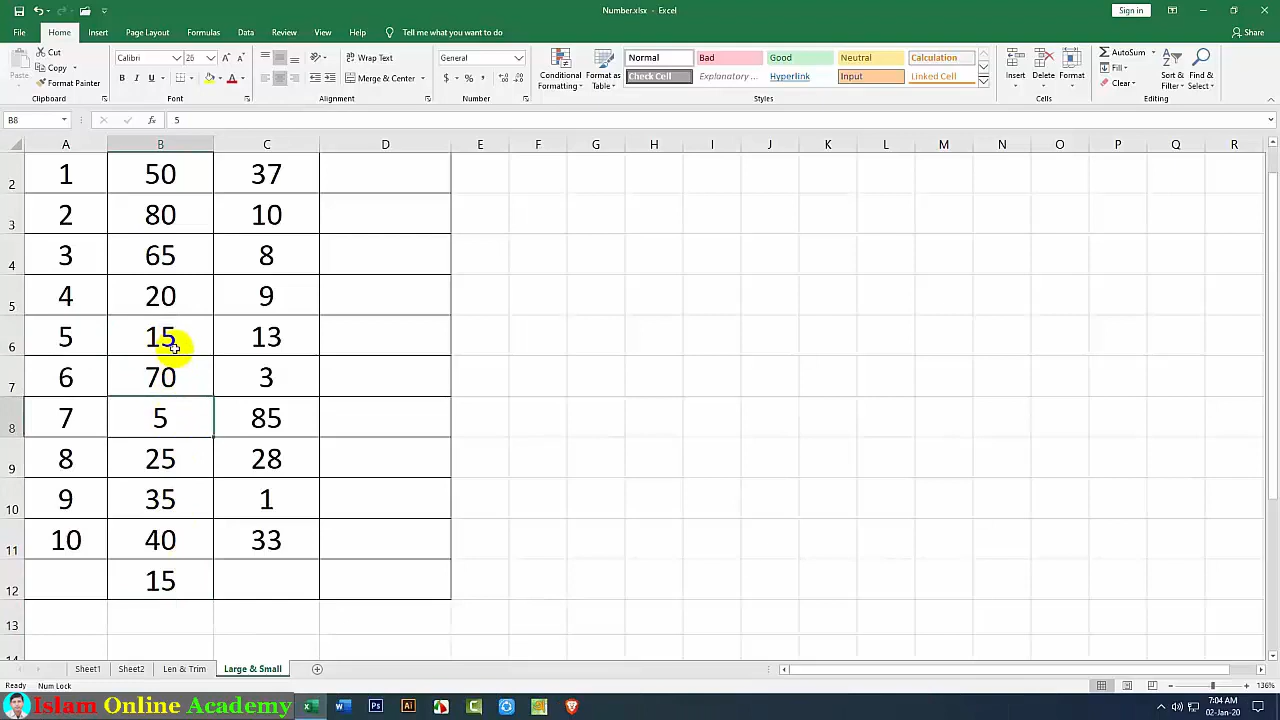 Number.xlsx - Excel
Sign in
File Home Insert Page Layout Formulas Data Review View Help Tell me what you want to do Share
Paste Cut Copy Format Painter Clipboard
Calibri 26 B I U A Font
Wrap Text Merge & Center Alignment
General $ % , Number
Conditional Formatting Format as Table
Normal Bad Good Neutral Calculation
Check Cell Explanatory ... Hyperlink Input Linked Cell
Styles
Insert Delete Format Cells
AutoSum Fill Clear Sort & Filter Find & Select Editing
B8 fx 5
A B C D E F G H I J K L M N O P Q R
2 1 50 37
3 2 80 10
4 3 65 8
5 4 20 9
6 5 15 13
7 6 70 3
8 7 5 85
9 8 25 28
10 9 35 1
11 10 40 33
12 15
13
14
Sheet1 Sheet2 Len & Trim Large & Small
Ready Num Lock 136%
Islam Online Academy
7:04 AM
02-Jan-20